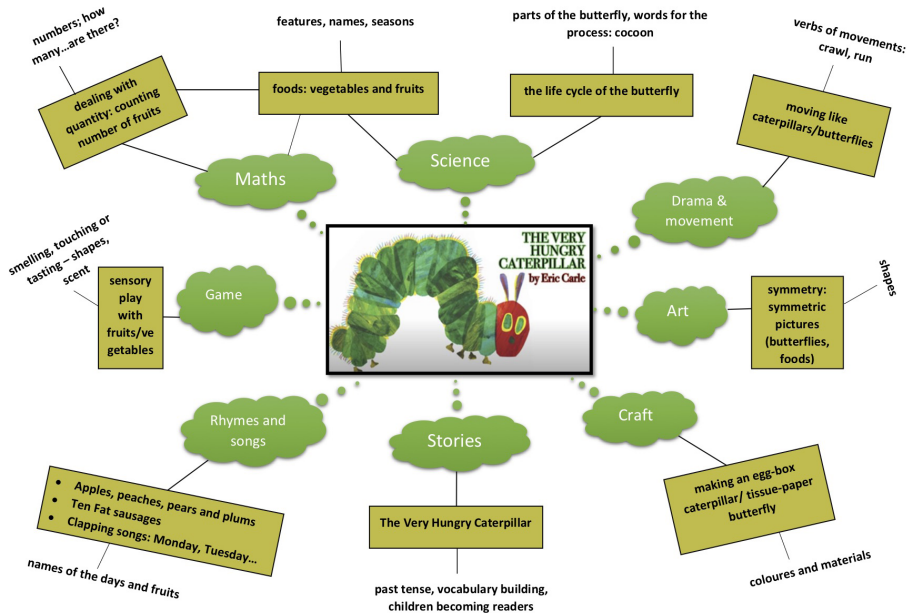 numbers; how
many...are there?
features, names, seasons
parts of the butterfly, words for the
process: cocoon
verbs of movements:
crawl, run
dealing with
quantity: counting
number of fruits
foods: vegetables and fruits
the life cycle of the butterfly
moving like
caterpillars/butterflies
Maths
Science
Drama &
movement
THE VERY
HUNGRY
CATERPILLAR
by Eric Carle
smelling, touching or
tasting – shapes,
scent
sensory
play
with
fruits/ve
getables
Game
Art
symmetry:
symmetric
pictures
(butterflies,
foods)
shapes
Rhymes and
songs
Stories
Craft
• Apples, peaches, pears and plums
• Ten Fat sausages
• Clapping songs: Monday, Tuesday...
names of the days and fruits
The Very Hungry Caterpillar
past tense, vocabulary building,
children becoming readers
making an egg-box
caterpillar/ tissue-paper
butterfly
coloures and materials